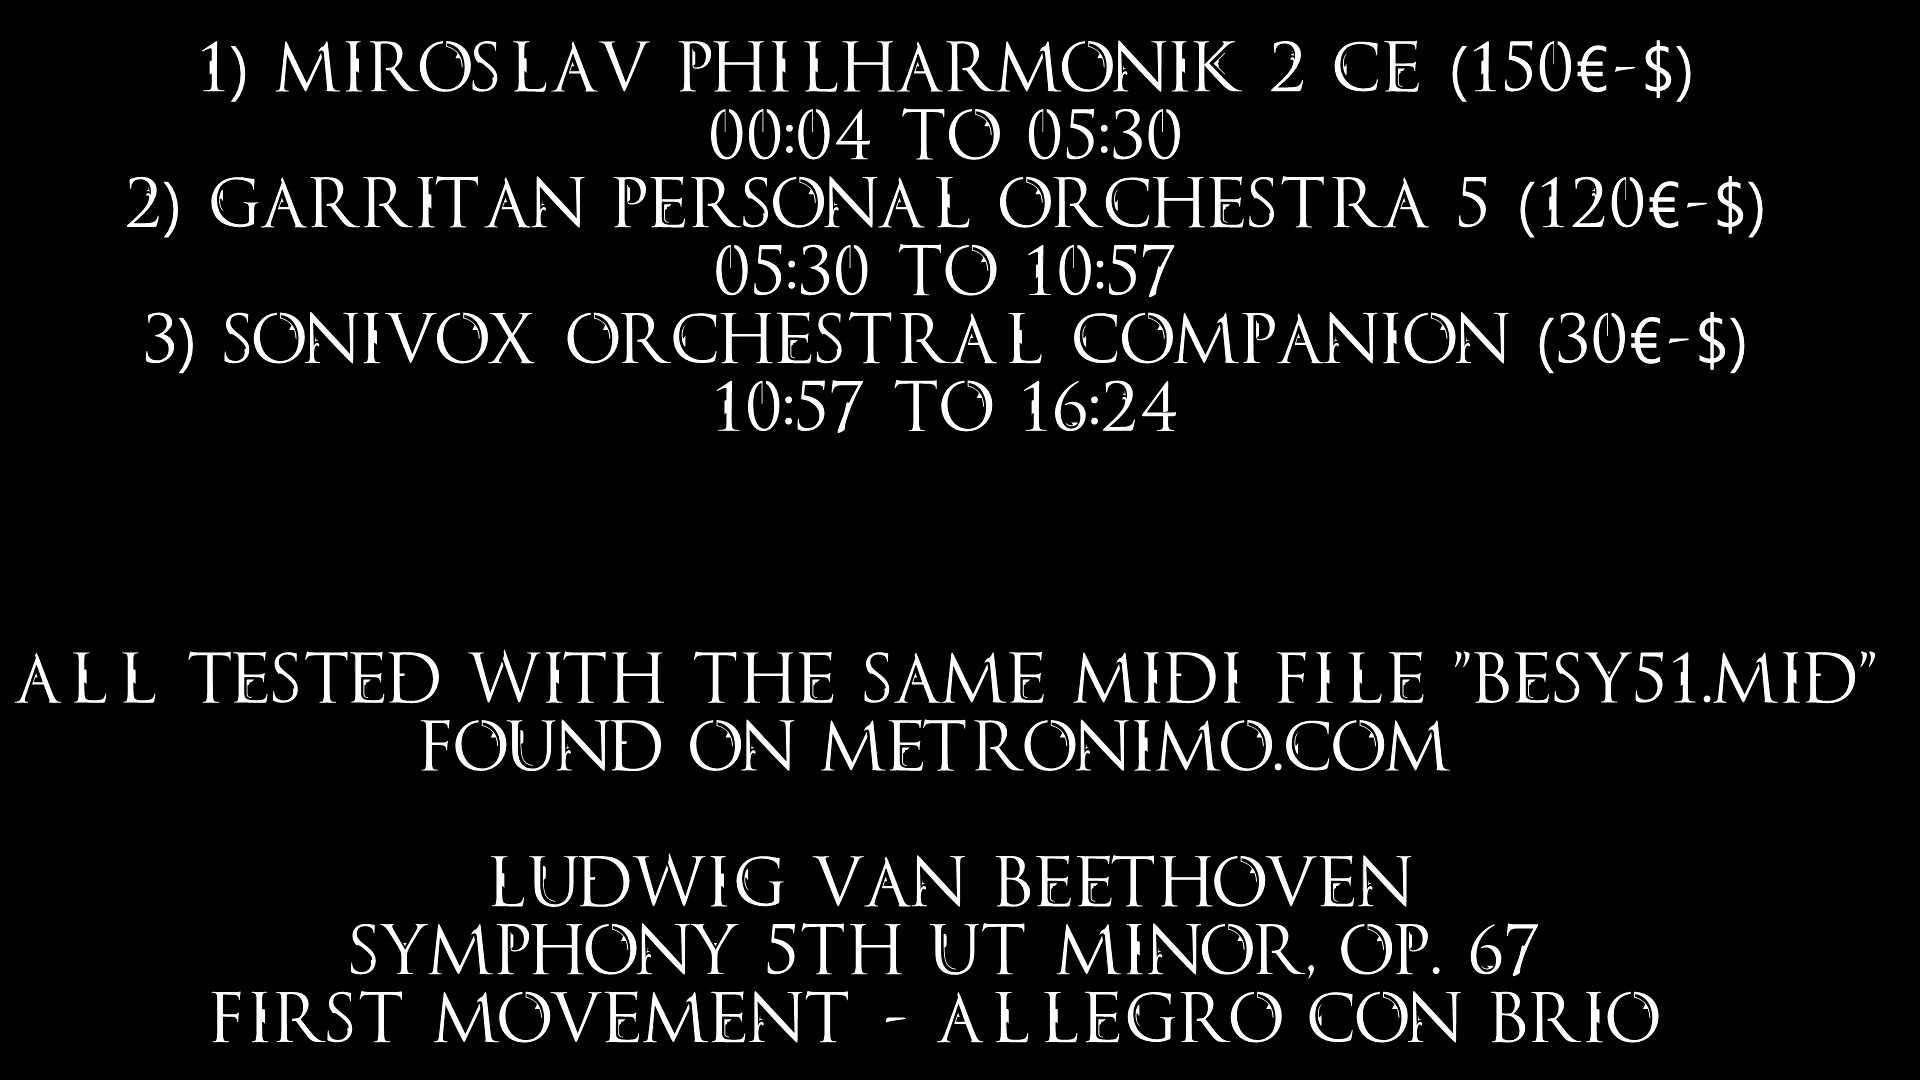 1) MIROSLAV PHILHARMONIK 2 CE (150€-$)
00:04 TO 05:30
2) GARRITAN PERSONAL ORCHESTRA 5 (120€-$)
05:30 TO 10:57
3) SONIVOX ORCHESTRAL COMPANION (30€-$)
10:57 TO 16:24
ALL TESTED WITH THE SAME MIDI FILE "BESY51.MID"
FOUND ON METRONIMO.COM
LUDWIG VAN BEETHOVEN
SYMPHONY 5TH UT MINOR, OP. 67
FIRST MOVEMENT - ALLEGRO CON BRIO